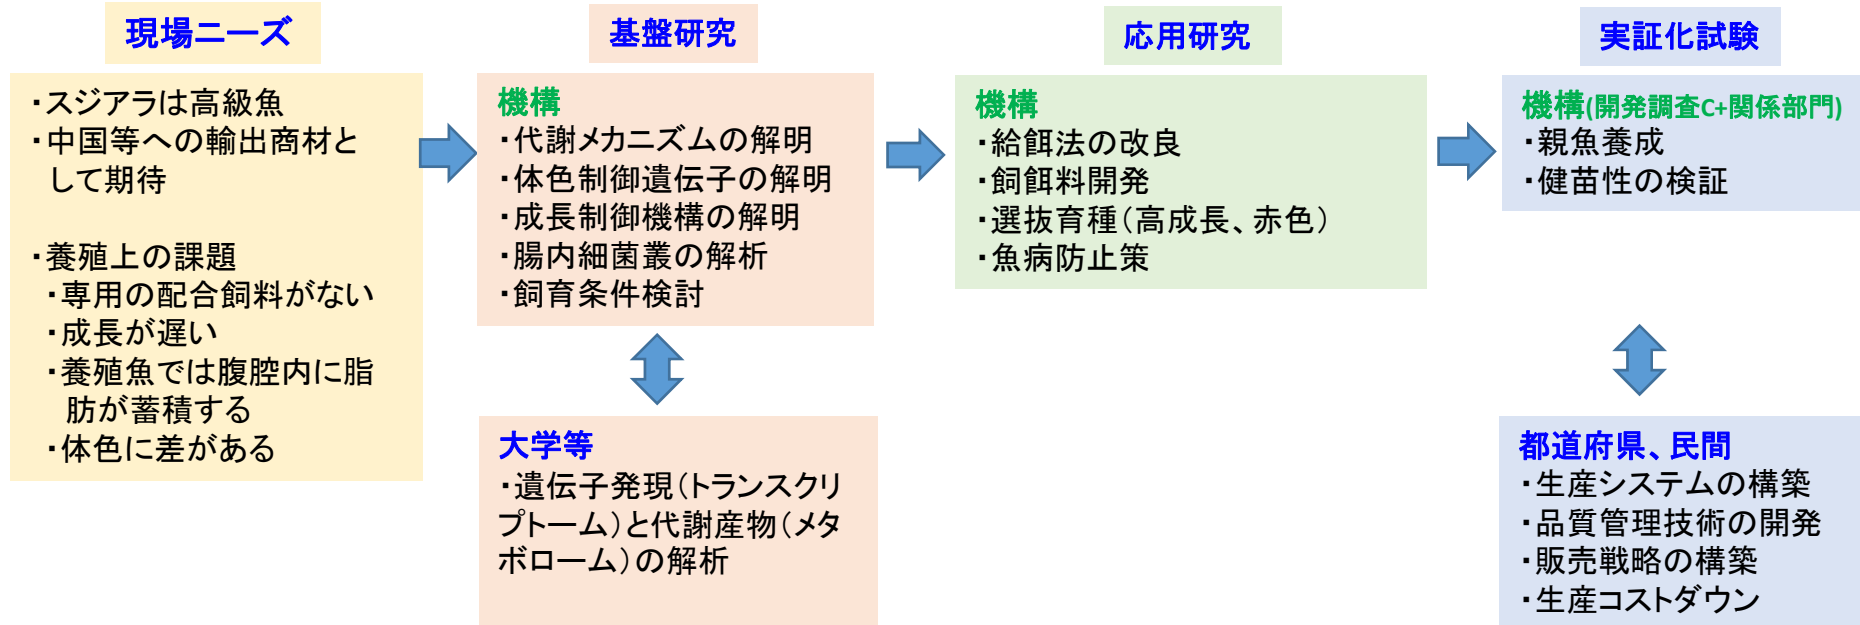 現場ニーズ
・スジアラは高級魚
・中国等への輸出商材と
して期待
・養殖上の課題
・専用の配合飼料がない
・成長が遅い
・養殖魚では腹腔内に脂
肪が蓄積する
・体色に差がある
基盤研究
機構
・代謝メカニズムの解明
・体色制御遺伝子の解明
・成長制御機構の解明
・腸内細菌叢の解析
・飼育条件検討
大学等
・遺伝子発現(トランスクリ
プトーム)と代謝産物(メタ
ボローム)の解析
応用研究
機構
・給餌法の改良
・飼餌料開発
・選抜育種(高成長、赤色)
・魚病防止策
実証化試験
機構(開発調査C+関係部門)
・親魚養成
・健苗性の検証
都道府県、民間
・生産システムの構築
・品質管理技術の開発
・販売戦略の構築
・生産コストダウン